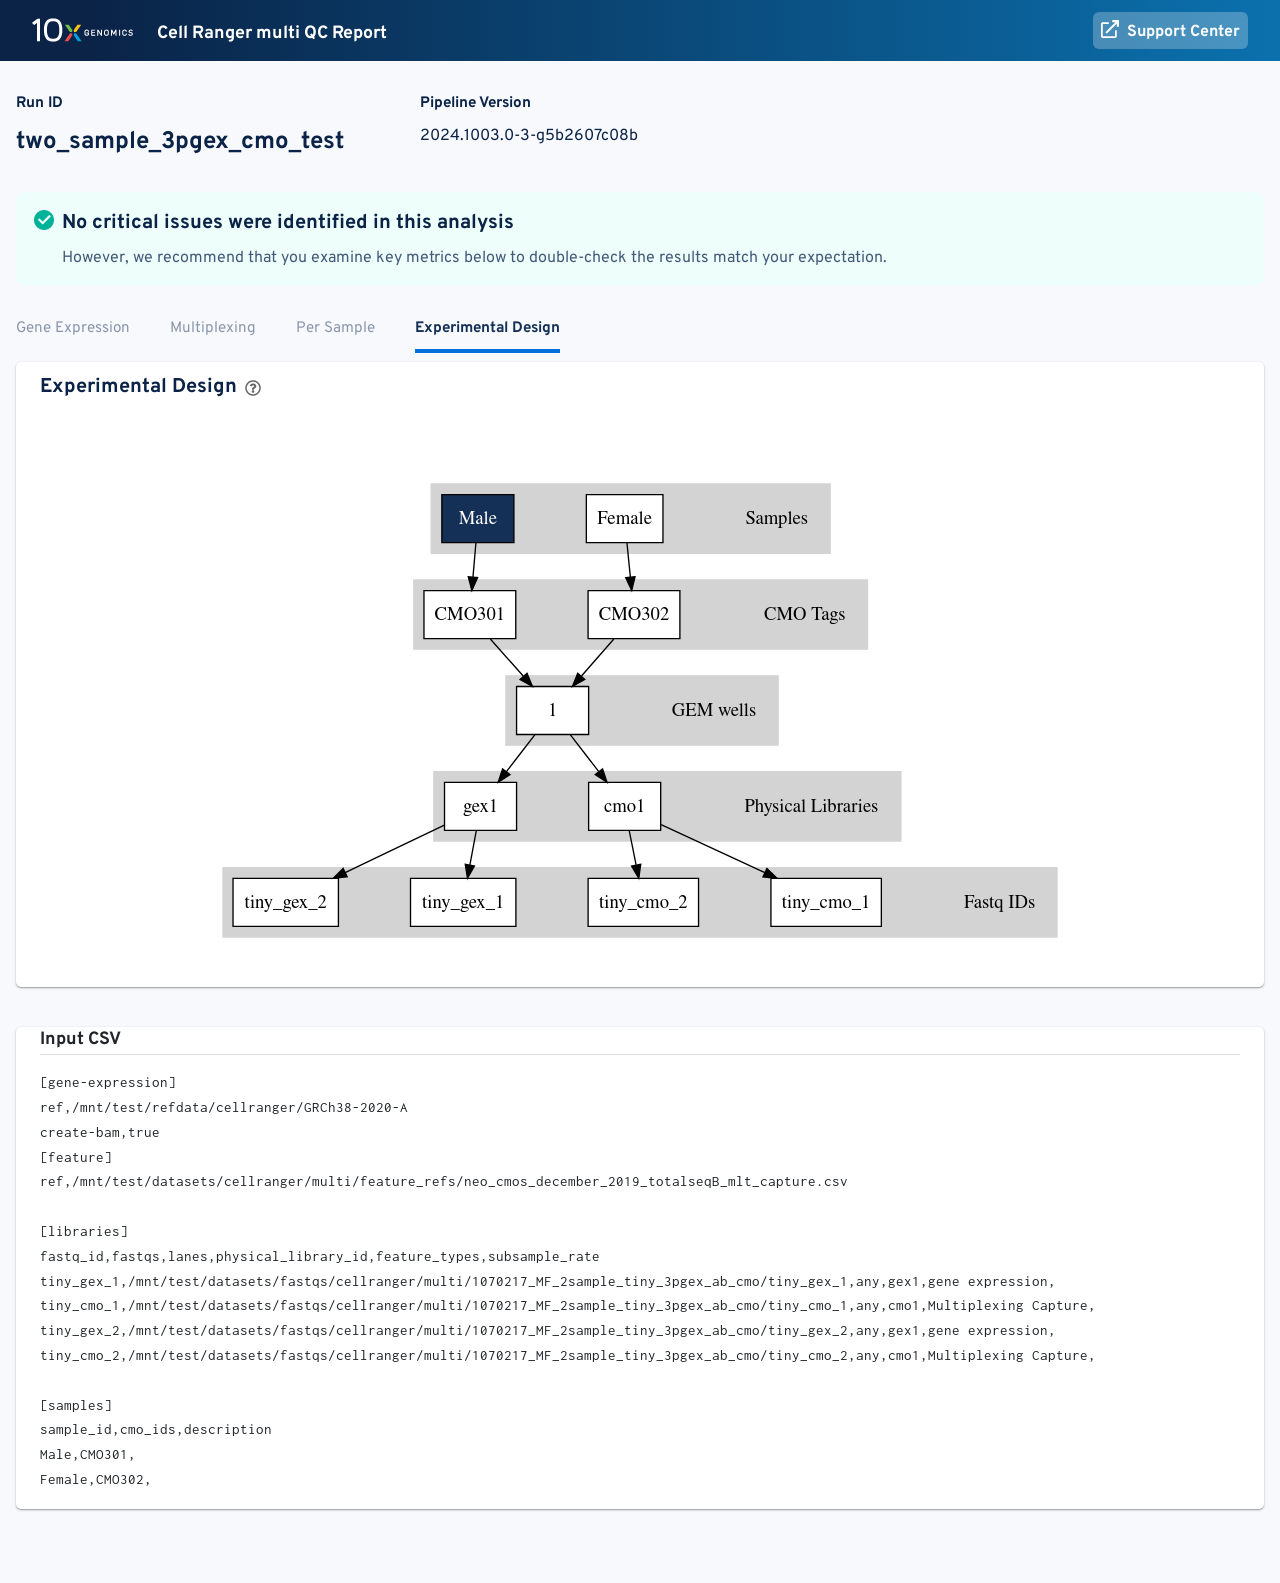 10x GENOMICS Cell Ranger multi QC Report Support Center
Run ID Pipeline Version
two_sample_3pgex_cmo_test 2024.1003.0-3-g5b2607c08b
No critical issues were identified in this analysis
However, we recommend that you examine key metrics below to double-check the results match your expectation.
Gene Expression Multiplexing Per Sample Experimental Design
Experimental Design ?
Male Female Samples
CMO301 CMO302 CMO Tags
1 GEM wells
gex1 cmo1 Physical Libraries
tiny_gex_2 tiny_gex_1 tiny_cmo_2 tiny_cmo_1 Fastq IDs
Input CSV
[gene-expression]
ref,/mnt/test/refdata/cellranger/GRCh38-2020-A
create-bam,true
[feature]
ref,/mnt/test/datasets/cellranger/multi/feature_refs/neo_cmos_december_2019_totalseqB_mlt_capture.csv
[libraries]
fastq_id,fastqs,lanes,physical_library_id,feature_types,subsample_rate
tiny_gex_1,/mnt/test/datasets/fastqs/cellranger/multi/1070217_MF_2sample_tiny_3pgex_ab_cmo/tiny_gex_1,any,gex1,gene expression,
tiny_cmo_1,/mnt/test/datasets/fastqs/cellranger/multi/1070217_MF_2sample_tiny_3pgex_ab_cmo/tiny_cmo_1,any,cmo1,Multiplexing Capture,
tiny_gex_2,/mnt/test/datasets/fastqs/cellranger/multi/1070217_MF_2sample_tiny_3pgex_ab_cmo/tiny_gex_2,any,gex1,gene expression,
tiny_cmo_2,/mnt/test/datasets/fastqs/cellranger/multi/1070217_MF_2sample_tiny_3pgex_ab_cmo/tiny_cmo_2,any,cmo1,Multiplexing Capture,
[samples]
sample_id,cmo_ids,description
Male,CMO301,
Female,CMO302,